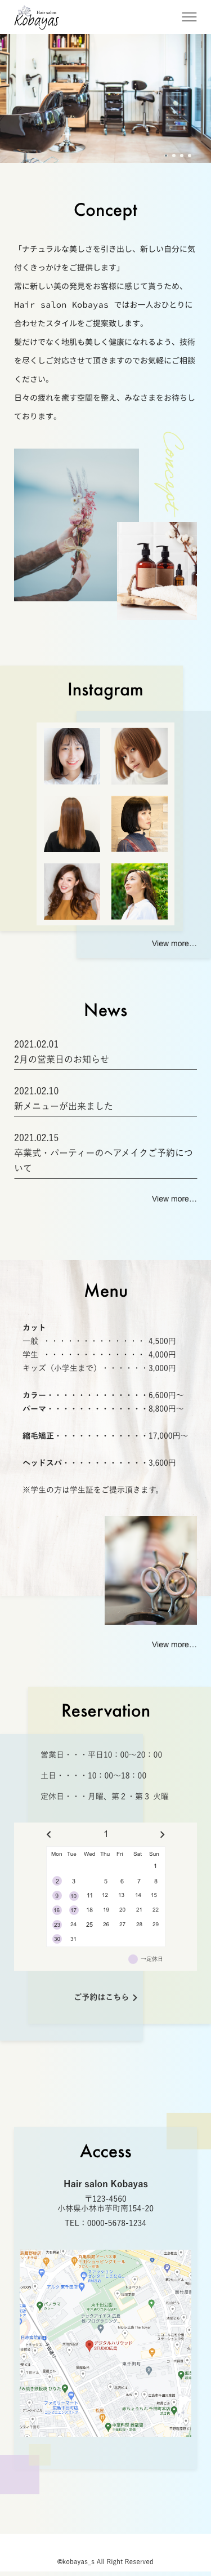 Hair salon
Kobayas
Concept
「ナチュラルな美しさを引き出し、新しい自分に気
付くきっかけをご提供します」
常に新しい美の発見をお客様に感じて貰うため、
Hair salon Kobayas ではお一人おひとりに
合わせたスタイルをご提案致します。
髪だけでなく地肌も美しく健康になれるよう、技術
を尽くしご対応させて頂きますのでお気軽にご相談
ください。
日々の疲れを癒す空間を整え、みなさまをお待ちし
ております。
Concept
Instagram
View more...
News
2021.02.01
2月の営業日のお知らせ
2021.02.10
新メニューが出来ました
2021.02.15
卒業式・パーティーのヘアメイクご予約につ
いて
View more...
Menu
カット
一般 ・・・・・・・・・・・・・ 4,500円
学生 ・・・・・・・・・・・・・ 4,000円
キッズ（小学生まで）・・・・・・3,000円
カラー・・・・・・・・・・・・・6,600円〜
パーマ・・・・・・・・・・・・・8,800円〜
縮毛矯正・・・・・・・・・・・・17,000円〜
ヘッドスパ・・・・・・・・・・・3,600円
※学生の方は学生証をご提示頂きます。
View more...
Reservation
営業日・・・平日10：00〜20：00
土日・・・・10：00〜18：00
定休日・・・月曜、第２・第３ 火曜
1
Mon Tue Wed Thu Fri Sat Sun
1
2 3 5 6 7 8
9 10 11 12 13 14 15
16 17 18 19 20 21 22
23 24 25 26 27 28 29
30 31
→定休日
ご予約はこちら
Access
Hair salon Kobayas
〒123-4560
小林県小林市芋町南154-20
TEL：0000-5678-1234
デジタルハリウッド
STUDIO広島
©kobayas_s All Right Reserved